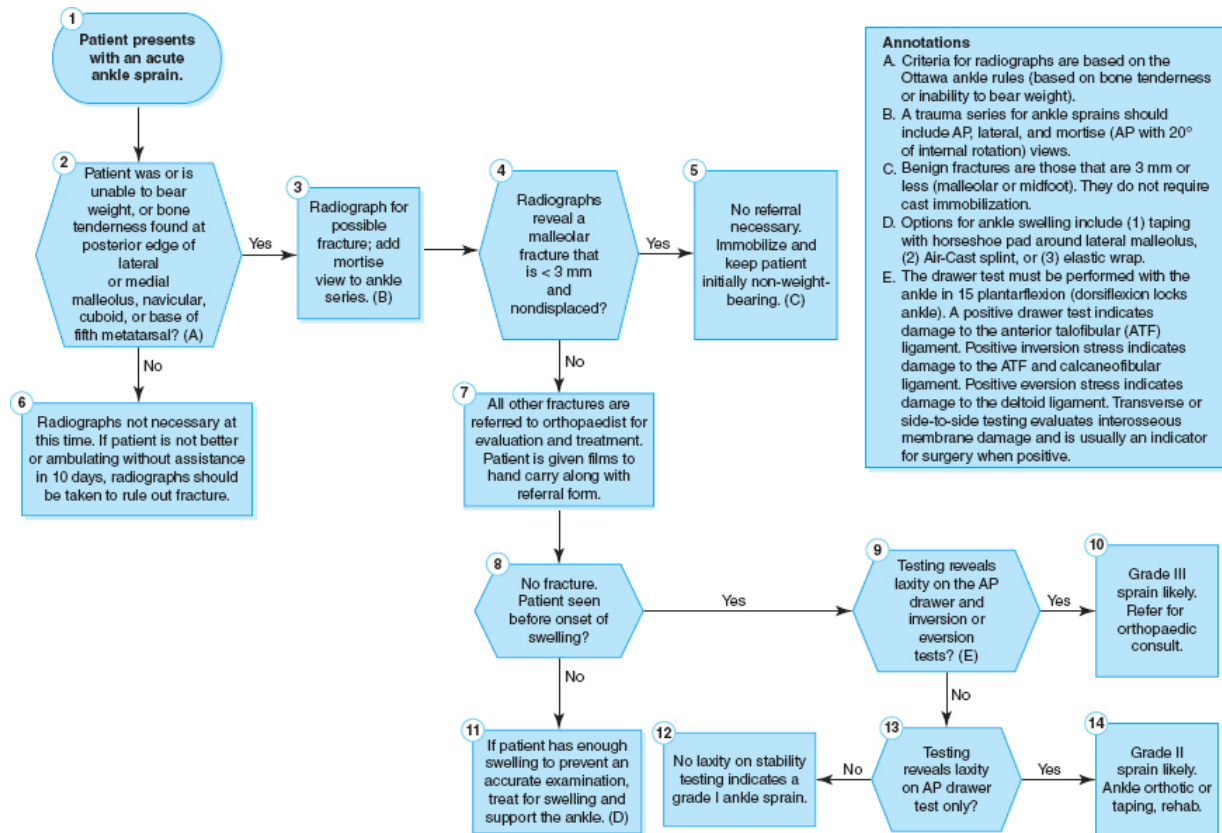 1
Patient presents
with an acute
ankle sprain.
2
Patient was or is
unable to bear
weight, or bone
tenderness found at
posterior edge of
lateral
or medial
malleolus, navicular,
cuboid, or base of
fifth metatarsal? (A)
Yes
3
Radiograph for
possible
fracture; add
mortise
view to ankle
series. (B)
4
Radiographs
reveal a
malleolar
fracture that
is < 3 mm
and
nondisplaced?
Yes
5
No referral
necessary.
Immobilize and
keep patient
initially non-weight-
bearing. (C)
No
6
Radiographs not necessary at
this time. If patient is not better
or ambulating without assistance
in 10 days, radiographs should
be taken to rule out fracture.
No
7
All other fractures are
referred to orthopaedist for
evaluation and treatment.
Patient is given films to
hand carry along with
referral form.
8
No fracture.
Patient seen
before onset of
swelling?
Yes
9
Testing reveals
laxity on the AP
drawer and
inversion or
eversion
tests? (E)
Yes
10
Grade III
sprain likely.
Refer for
orthopaedic
consult.
No
11
If patient has enough
swelling to prevent an
accurate examination,
treat for swelling and
support the ankle. (D)
No
12
No laxity on stability
testing indicates a
grade I ankle sprain.
No
13
Testing
reveals laxity
on AP drawer
test only?
Yes
14
Grade II
sprain likely.
Ankle orthotic or
taping, rehab.
Annotations
A. Criteria for radiographs are based on the
Ottawa ankle rules (based on bone tenderness
or inability to bear weight).
B. A trauma series for ankle sprains should
include AP, lateral, and mortise (AP with 20°
of internal rotation) views.
C. Benign fractures are those that are 3 mm or
less (malleolar or midfoot). They do not require
cast immobilization.
D. Options for ankle swelling include (1) taping
with horseshoe pad around lateral malleolus,
(2) Air-Cast splint, or (3) elastic wrap.
E. The drawer test must be performed with the
ankle in 15 plantarflexion (dorsiflexion locks
ankle). A positive drawer test indicates
damage to the anterior talofibular (ATF)
ligament. Positive inversion stress indicates
damage to the ATF and calcaneofibular
ligament. Positive eversion stress indicates
damage to the deltoid ligament. Transverse or
side-to-side testing evaluates interosseous
membrane damage and is usually an indicator
for surgery when positive.